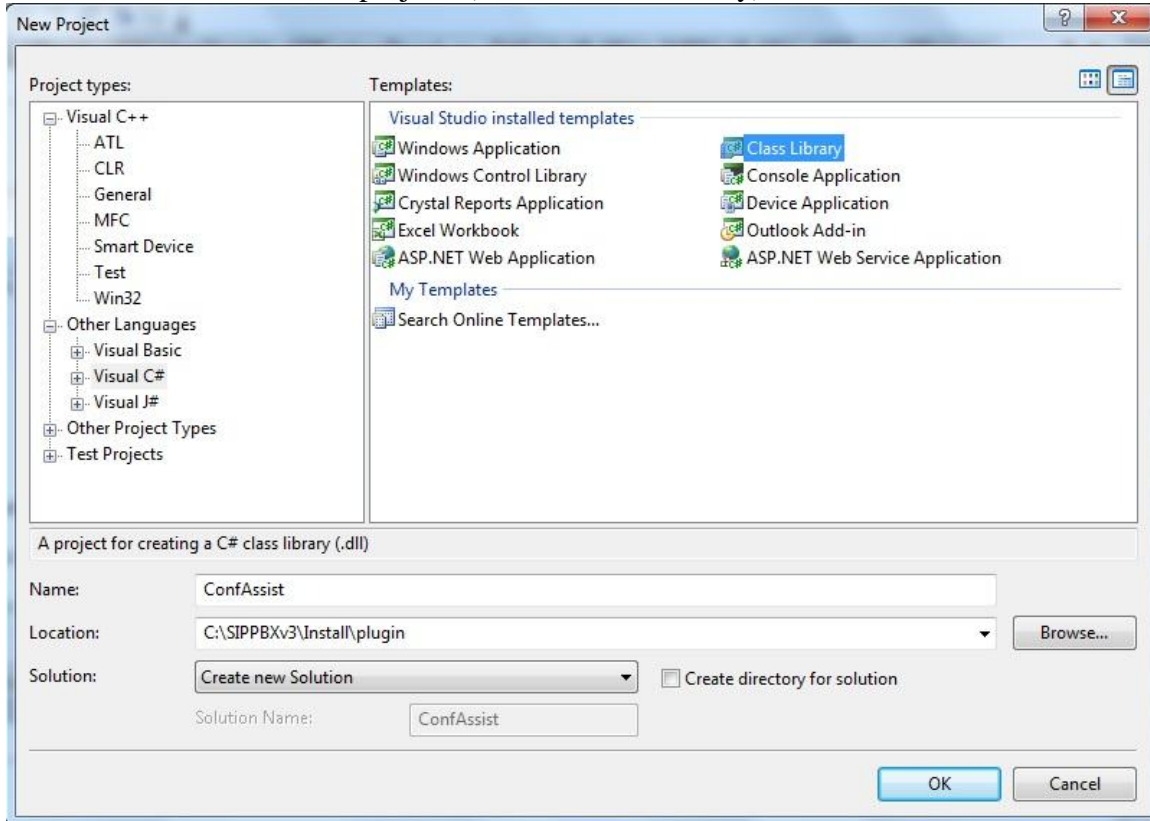 New Project
Project types:
Templates:
Visual C++
ATL
CLR
General
MFC
Smart Device
Test
Win32
Other Languages
Visual Basic
Visual C#
Visual J#
Other Project Types
Test Projects
Visual Studio installed templates
Windows Application
Class Library
Windows Control Library
Console Application
Crystal Reports Application
Device Application
Excel Workbook
Outlook Add-in
ASP.NET Web Application
ASP.NET Web Service Application
My Templates
Search Online Templates...
A project for creating a C# class library (.dll)
Name: ConfAssist
Location: C:\SIPPBXv3\Install\plugin Browse...
Solution: Create new Solution Create directory for solution
Solution Name: ConfAssist
OK Cancel